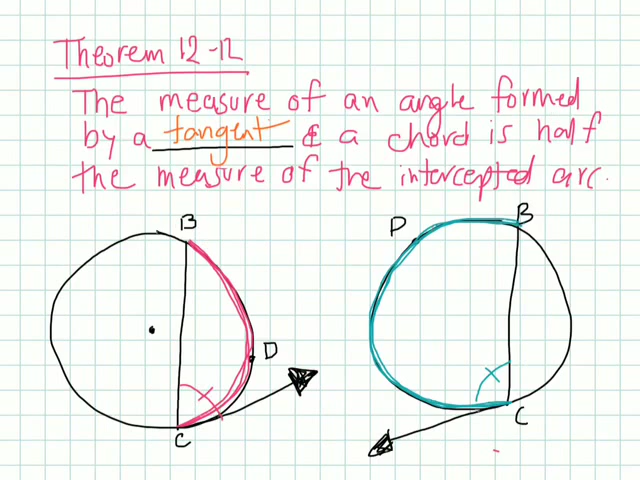 Theorem 12-12
The measure of an angle formed
by a tangent & a chord is half
the measure of the intercepted arc.
B
P
B
D
C
C